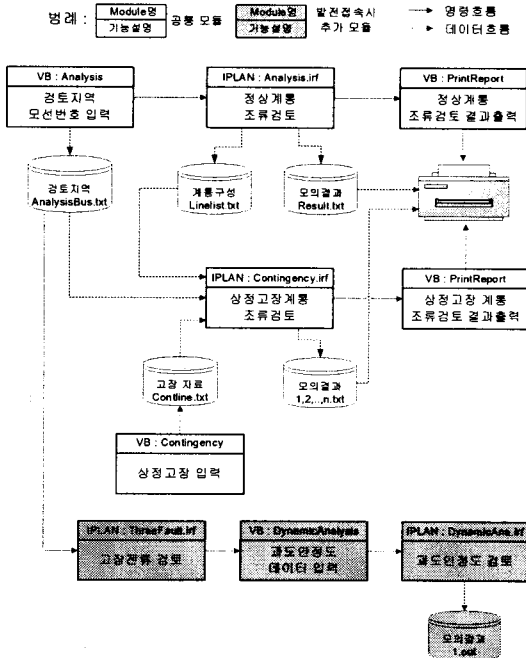 범례 :
Module명
기능설명
공통 모듈
Module명
기능설명
발전접속시
추가 모듈
명령흐름
데이터흐름
VB : Analysis
검토지역
모선번호 입력
IPLAN : Analysis.irf
정상계통
조류검토
VB : PrintReport
정상계통
조류검토 결과출력
검토지역
AnalysisBus.txt
계통구성
Linelist.txt
모의결과
Result.txt
IPLAN : Contingency.irf
상정고장계통
조류검토
VB : PrintReport
상정고장 계통
조류검토 결과출력
고장 자료
Contline.txt
모의결과
1,2,..,n.txt
VB : Contingency
상정고장 입력
IPLAN : ThreeFault.irf
고장전류 검토
VB : DynamicAnalysis
과도안정도
데이터 입력
IPLAN : DynamicAna.irf
과도안정도 검토
모의결과
1.out